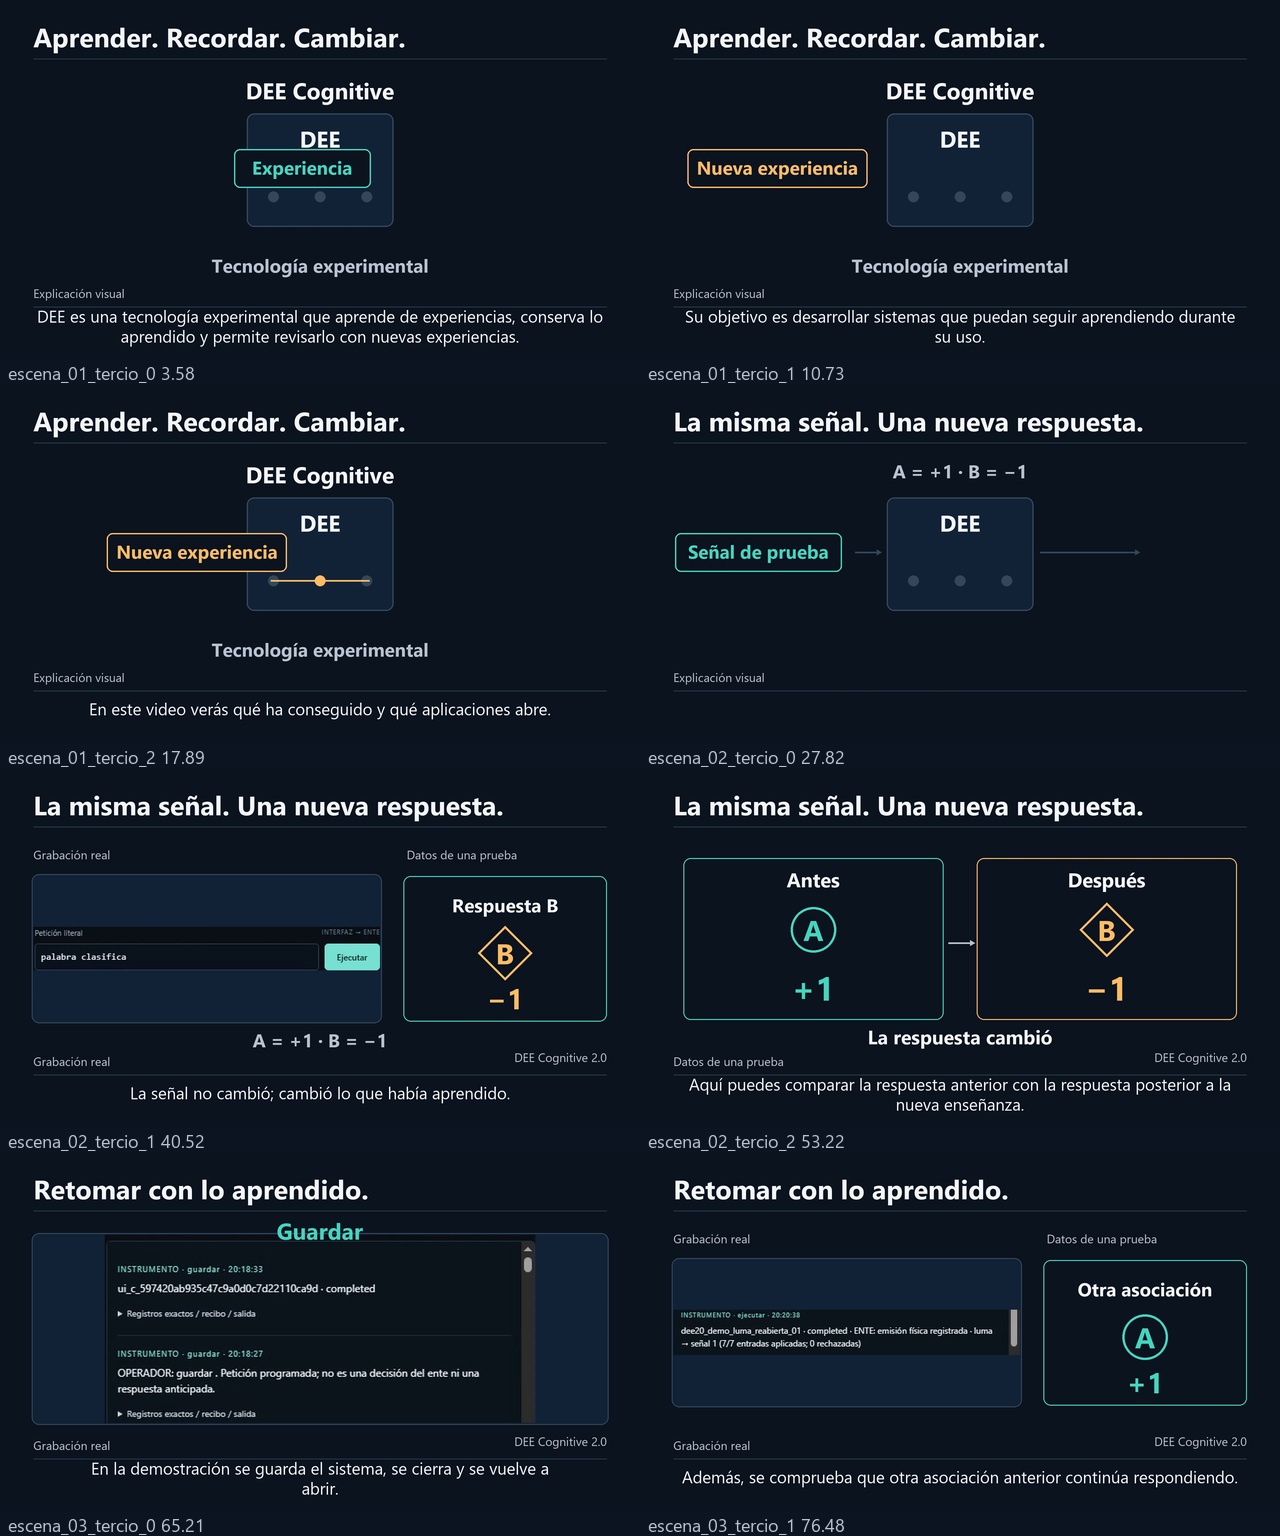 Aprender. Recordar. Cambiar.
DEE Cognitive
DEE
Experiencia
Tecnología experimental
Explicación visual
DEE es una tecnología experimental que aprende de experiencias, conserva lo
aprendido y permite revisarlo con nuevas experiencias.
escena_01_tercio_0 3.58
Aprender. Recordar. Cambiar.
DEE Cognitive
DEE
Nueva experiencia
Tecnología experimental
Explicación visual
Su objetivo es desarrollar sistemas que puedan seguir aprendiendo durante
su uso.
escena_01_tercio_1 10.73
Aprender. Recordar. Cambiar.
DEE Cognitive
DEE
Nueva experiencia
Tecnología experimental
Explicación visual
En este video verás qué ha conseguido y qué aplicaciones abre.
escena_01_tercio_2 17.89
La misma señal. Una nueva respuesta.
A = +1 · B = −1
DEE
Señal de prueba
Explicación visual
escena_02_tercio_0 27.82
La misma señal. Una nueva respuesta.
Grabación real
Datos de una prueba
Petición literal
INTERFAZ → ENTE
palabra clasifica
Ejecutar
Respuesta B
B
−1
A = +1 · B = −1
Grabación real
DEE Cognitive 2.0
La señal no cambió; cambió lo que había aprendido.
escena_02_tercio_1 40.52
La misma señal. Una nueva respuesta.
Antes
A
+1
Después
B
−1
La respuesta cambió
Datos de una prueba
DEE Cognitive 2.0
Aquí puedes comparar la respuesta anterior con la respuesta posterior a la
nueva enseñanza.
escena_02_tercio_2 53.22
Retomar con lo aprendido.
Guardar
INSTRUMENTO · guardar · 20:18:33
ui_c_597420ab935c47c9a0d0c7d22110ca9d · completed
▶ Registros exactos / recibo / salida
INSTRUMENTO · guardar · 20:18:27
OPERADOR: guardar . Petición programada; no es una decisión del ente ni una
respuesta anticipada.
▶ Registros exactos / recibo / salida
Grabación real
DEE Cognitive 2.0
En la demostración se guarda el sistema, se cierra y se vuelve a
abrir.
escena_03_tercio_0 65.21
Retomar con lo aprendido.
Grabación real
Datos de una prueba
INSTRUMENTO · ejecutar · 20:20:38
dee20_demo_luma_reabierta_01 · completed · ENTE: emisión física registrada · luma
→ señal 1 (7/7 entradas aplicadas; 0 rechazadas)
Otra asociación
A
+1
Grabación real
DEE Cognitive 2.0
Además, se comprueba que otra asociación anterior continúa respondiendo.
escena_03_tercio_1 76.48